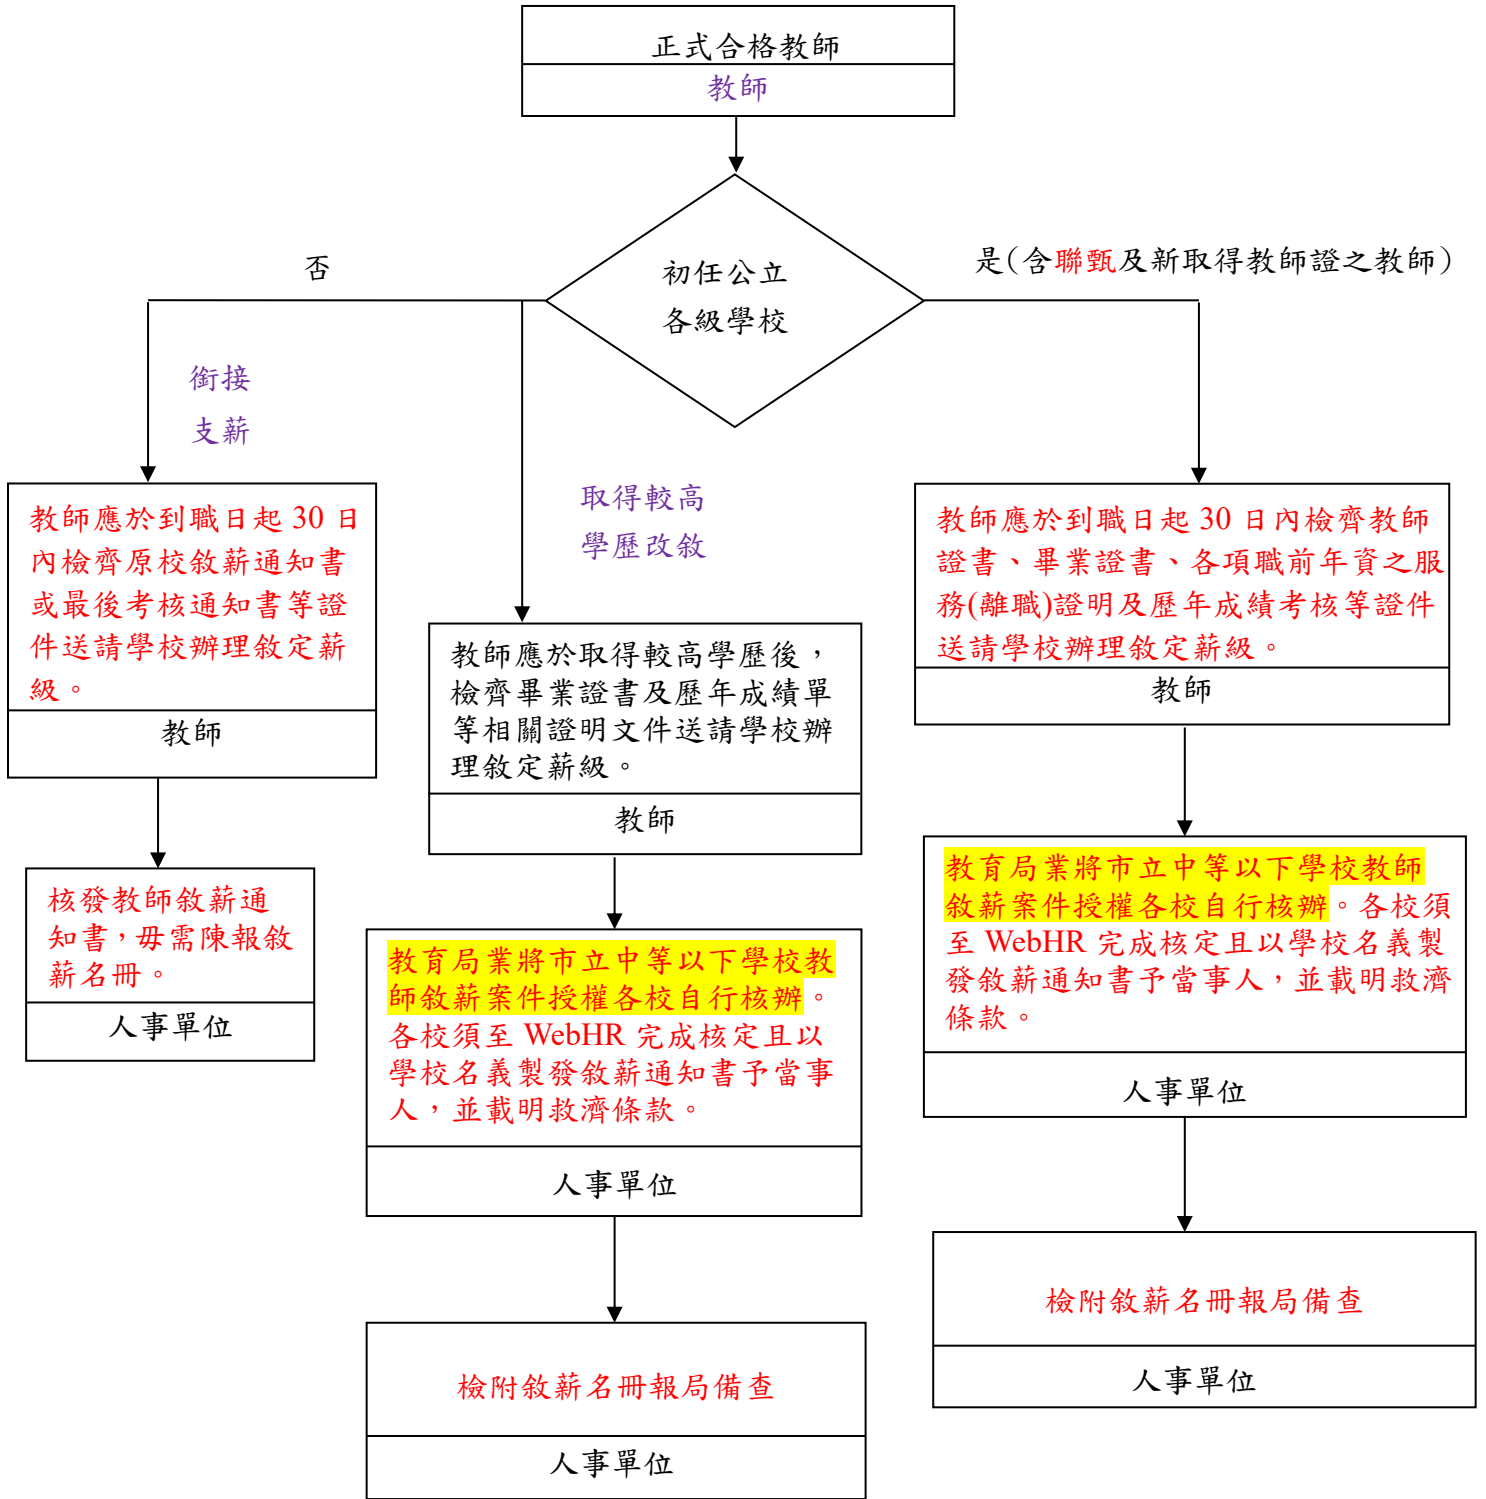 正式合格教師
教師
初任公立
各級學校
否
是(含聯甄及新取得教師證之教師)
銜接
支薪
取得較高
學歷改敘
教師應於到職日起 30 日
內檢齊原校敘薪通知書
或最後考核通知書等證
件送請學校辦理敘定薪
級。
教師
核發教師敘薪通
知書，毋需陳報敘
薪名冊。
人事單位
教師應於取得較高學歷後，
檢齊畢業證書及歷年成績單
等相關證明文件送請學校辦
理敘定薪級。
教師
教育局業將市立中等以下學校教
師敘薪案件授權各校自行核辦。
各校須至 WebHR 完成核定且以
學校名義製發敘薪通知書予當事
人，並載明救濟條款。
人事單位
檢附敘薪名冊報局備查
人事單位
教師應於到職日起 30 日內檢齊教師
證書、畢業證書、各項職前年資之服
務(離職)證明及歷年成績考核等證件
送請學校辦理敘定薪級。
教師
教育局業將市立中等以下學校教師
敘薪案件授權各校自行核辦。各校須
至 WebHR 完成核定且以學校名義製
發敘薪通知書予當事人，並載明救濟
條款。
人事單位
檢附敘薪名冊報局備查
人事單位